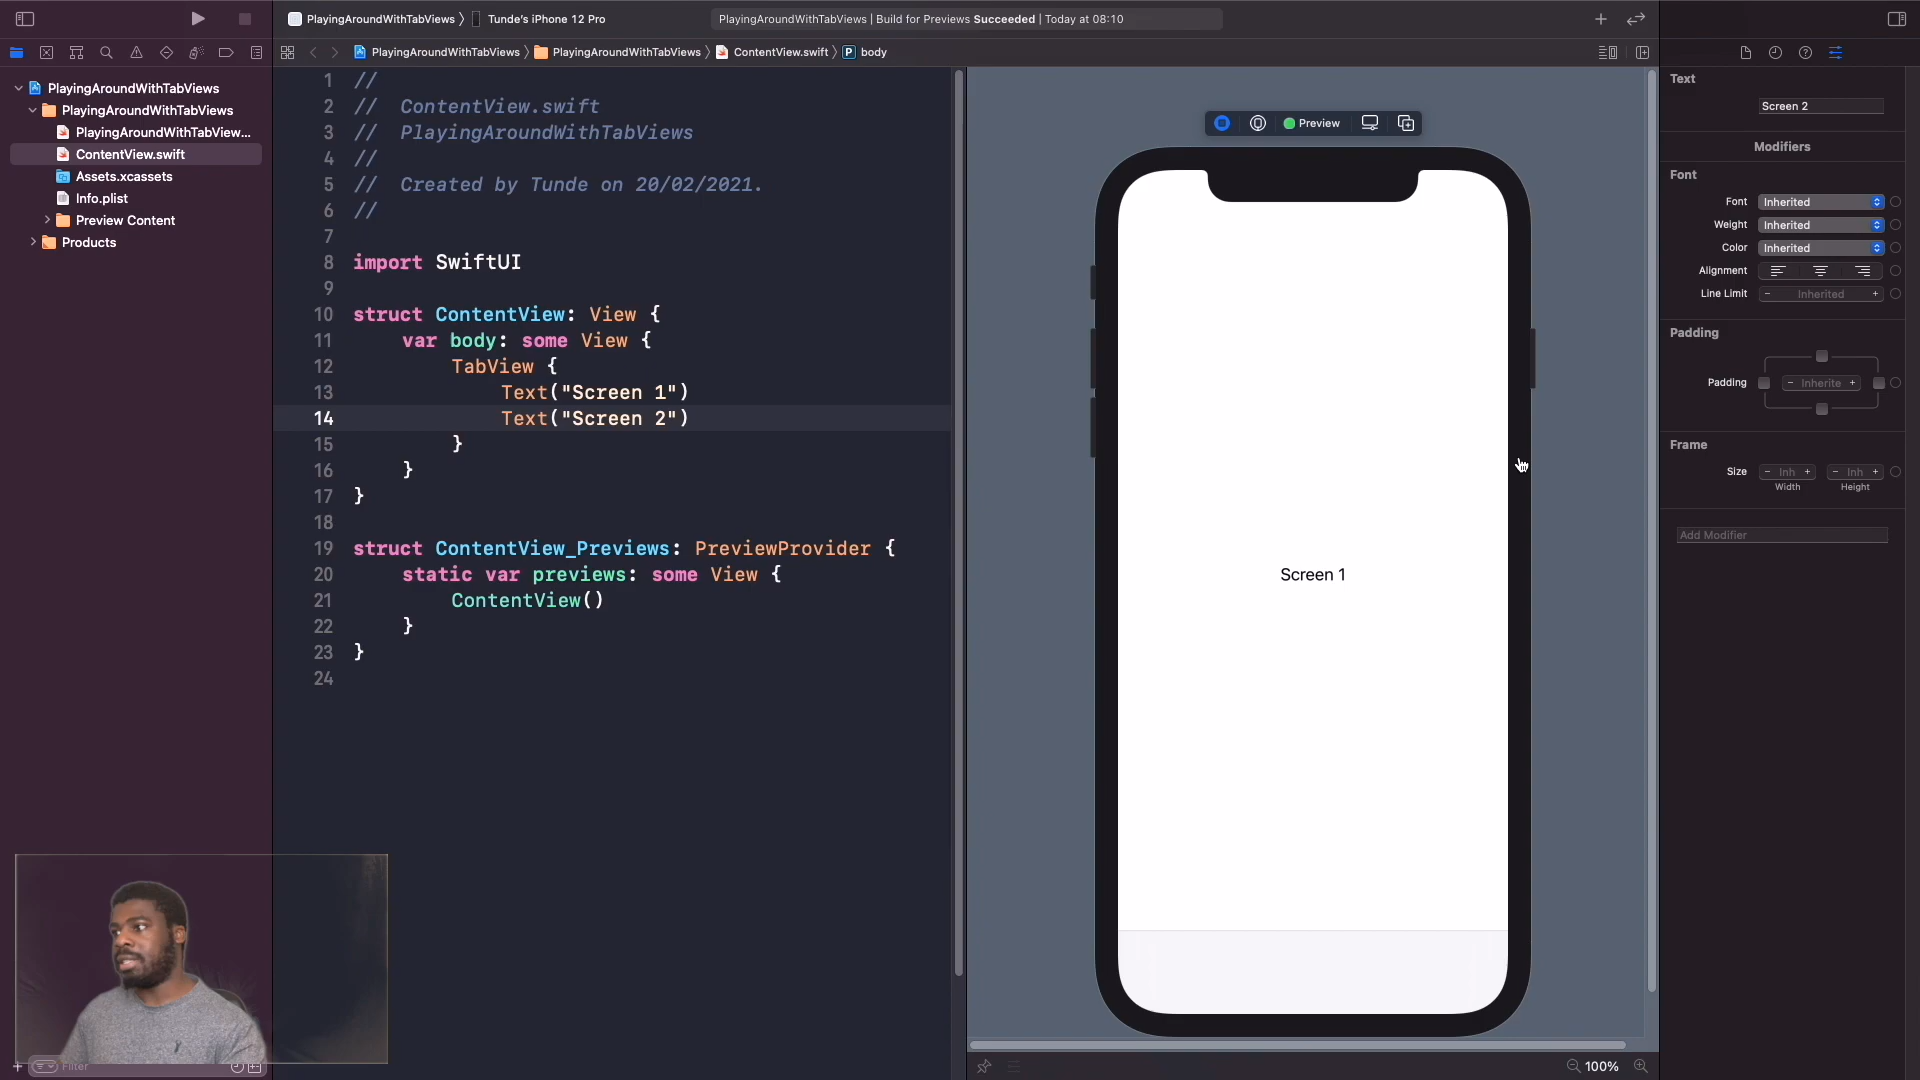 PlayingAroundWithTabViews 〉 Tunde's iPhone 12 Pro
PlayingAroundWithTabViews | Build for Previews Succeeded | Today at 08:10
PlayingAroundWithTabViews 〉 PlayingAroundWithTabViews 〉 ContentView.swift 〉 P body
PlayingAroundWithTabViews
PlayingAroundWithTabViews
PlayingAroundWithTabView...
ContentView.swift
Assets.xcassets
Info.plist
Preview Content
Products
Filter
1 //
2 //  ContentView.swift
3 //  PlayingAroundWithTabViews
4 //
5 //  Created by Tunde on 20/02/2021.
6 //
7
8 import SwiftUI
9
10 struct ContentView: View {
11     var body: some View {
12         TabView {
13             Text("Screen 1")
14             Text("Screen 2")
15         }
16     }
17 }
18
19 struct ContentView_Previews: PreviewProvider {
20     static var previews: some View {
21         ContentView()
22     }
23 }
24
Preview
Screen 1
100%
Text
Screen 2
Modifiers
Font
Font Inherited
Weight Inherited
Color Inherited
Alignment
Line Limit − Inherited +
Padding
Padding − Inherite +
Frame
Size − Inh + − Inh +
Width Height
Add Modifier